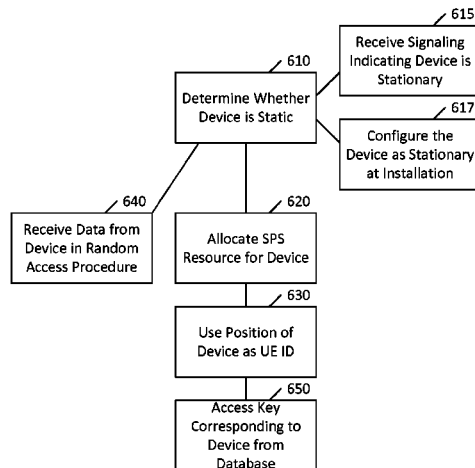 615
Receive Signaling
Indicating Device is
Stationary
610
Determine Whether
Device is Static
617
Configure the
Device as Stationary
at Installation
640
Receive Data from
Device in Random
Access Procedure
620
Allocate SPS
Resource for Device
630
Use Position of
Device as UE ID
650
Access Key
Corresponding to
Device from
Database